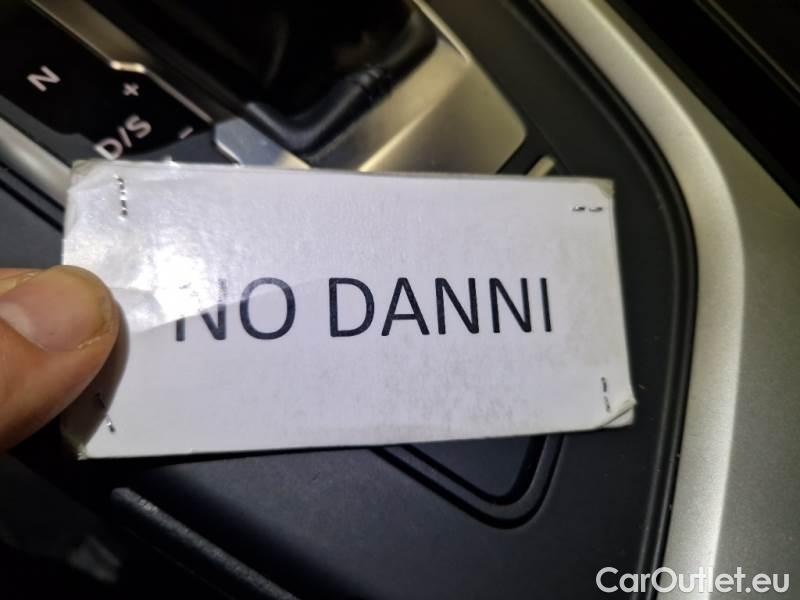 N
+
D/S
-
NO DANNI
CarOutlet.eu